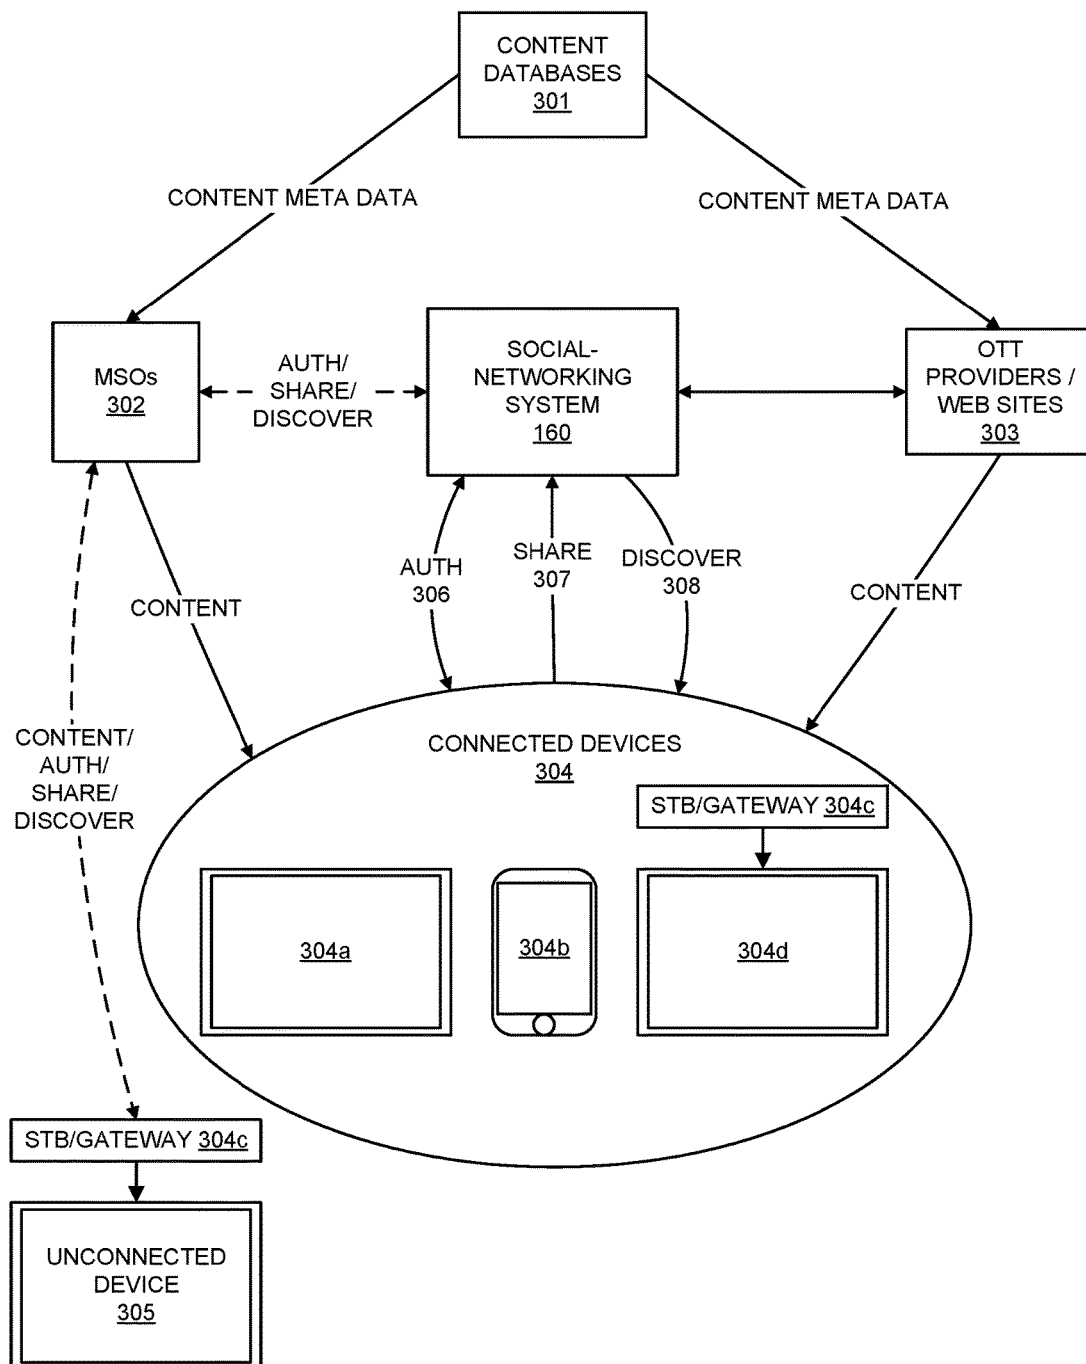 CONTENT
DATABASES
301
CONTENT META DATA
CONTENT META DATA
MSOs
302
AUTH/
SHARE/
DISCOVER
SOCIAL-
NETWORKING
SYSTEM
160
OTT
PROVIDERS /
WEB SITES
303
AUTH
306
SHARE
307
DISCOVER
308
CONTENT
CONTENT
CONTENT/
AUTH/
SHARE/
DISCOVER
CONNECTED DEVICES
304
STB/GATEWAY 304c
304a
304b
304d
STB/GATEWAY 304c
UNCONNECTED
DEVICE
305